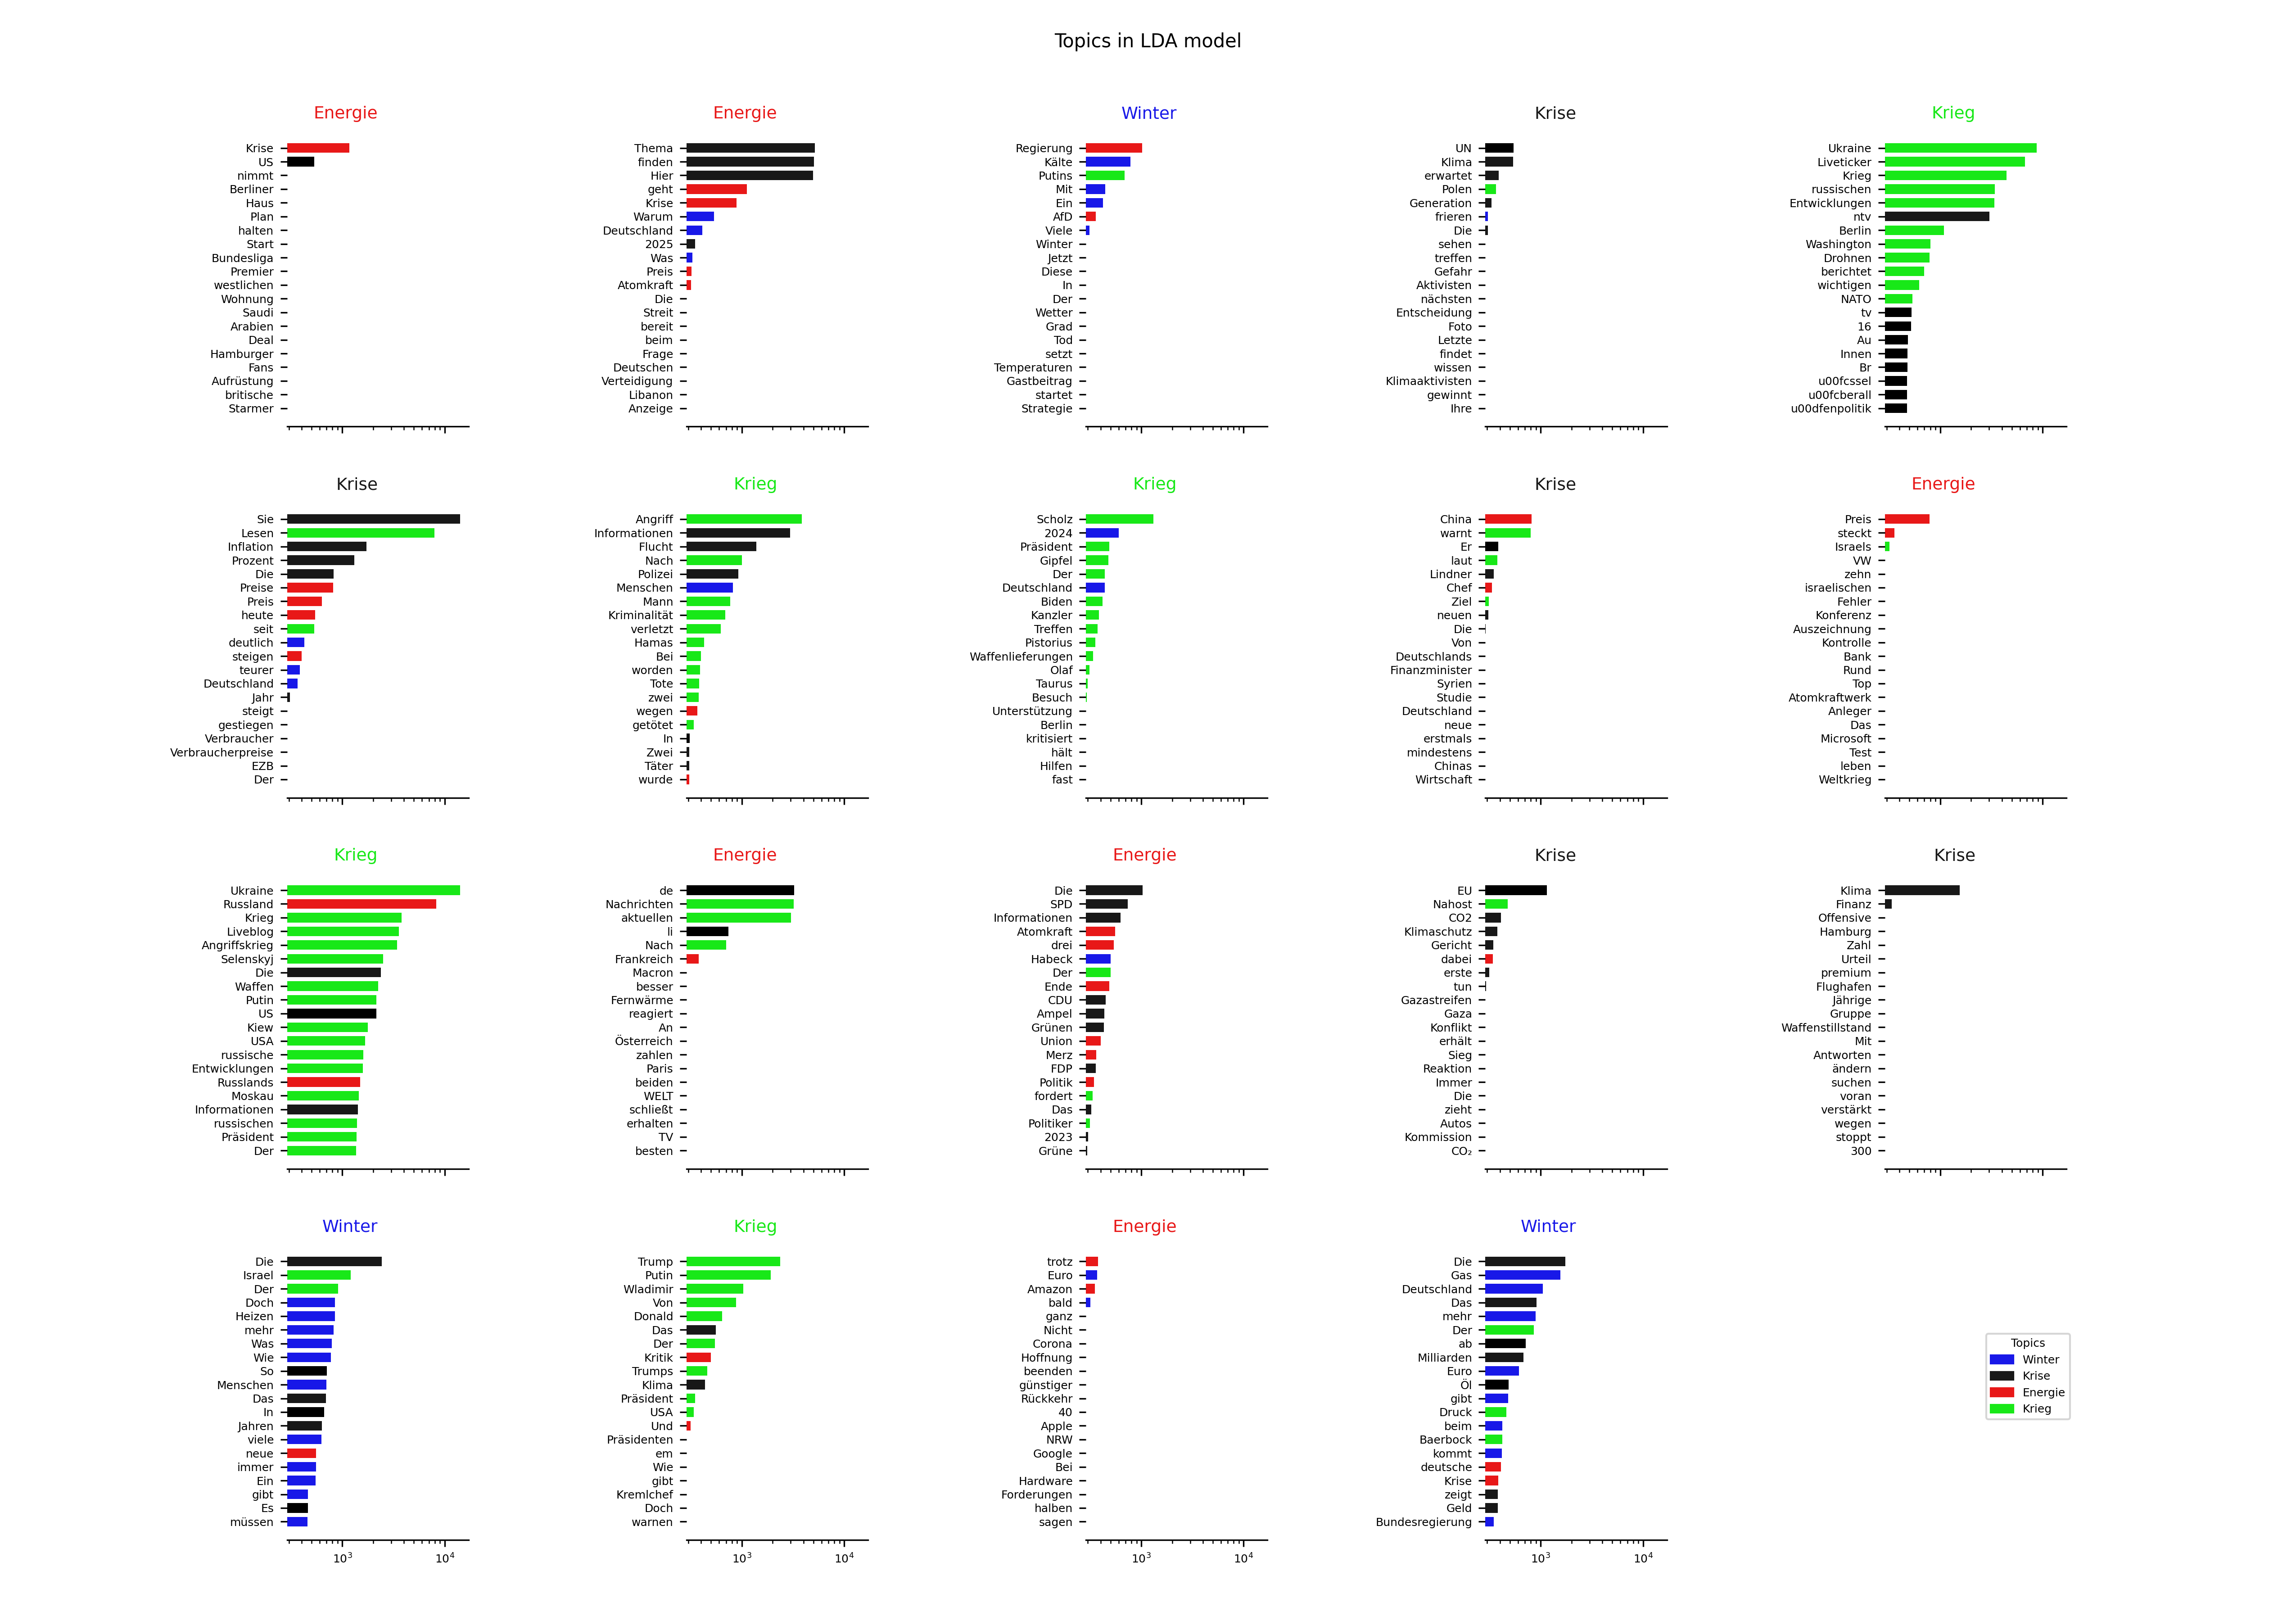 Topics in LDA model
Energie
Krise
US
nimmt
Berliner
Haus
Plan
halten
Start
Bundesliga
Premier
westlichen
Wohnung
Saudi
Arabien
Deal
Hamburger
Fans
Aufrüstung
britische
Starmer
Energie
Thema
finden
Hier
geht
Krise
Warum
Deutschland
2025
Was
Preis
Atomkraft
Die
Streit
bereit
beim
Frage
Deutschen
Verteidigung
Libanon
Anzeige
Winter
Regierung
Kälte
Putins
Mit
Ein
AfD
Viele
Winter
Jetzt
Diese
In
Der
Wetter
Grad
Tod
setzt
Temperaturen
Gastbeitrag
startet
Strategie
Krise
UN
Klima
erwartet
Polen
Generation
frieren
Die
sehen
treffen
Gefahr
Aktivisten
nächsten
Entscheidung
Foto
Letzte
findet
wissen
Klimaaktivisten
gewinnt
Ihre
Krieg
Ukraine
Liveticker
Krieg
russischen
Entwicklungen
ntv
Berlin
Washington
Drohnen
berichtet
wichtigen
NATO
tv
16
Au
Innen
Br
u00fcssel
u00fcberall
u00dfenpolitik
Krise
Sie
Lesen
Inflation
Prozent
Die
Preise
Preis
heute
seit
deutlich
steigen
teurer
Deutschland
Jahr
steigt
gestiegen
Verbraucher
Verbraucherpreise
EZB
Der
Krieg
Angriff
Informationen
Flucht
Nach
Polizei
Menschen
Mann
Kriminalität
verletzt
Hamas
Bei
worden
Tote
zwei
wegen
getötet
In
Zwei
Täter
wurde
Krieg
Scholz
2024
Präsident
Gipfel
Der
Deutschland
Biden
Kanzler
Treffen
Pistorius
Waffenlieferungen
Olaf
Taurus
Besuch
Unterstützung
Berlin
kritisiert
hält
Hilfen
fast
Krise
China
warnt
Er
laut
Lindner
Chef
Ziel
neuen
Die
Von
Deutschlands
Finanzminister
Syrien
Studie
Deutschland
neue
erstmals
mindestens
Chinas
Wirtschaft
Energie
Preis
steckt
Israels
VW
zehn
israelischen
Fehler
Konferenz
Auszeichnung
Kontrolle
Bank
Rund
Top
Atomkraftwerk
Anleger
Das
Microsoft
Test
leben
Weltkrieg
Krieg
Ukraine
Russland
Krieg
Liveblog
Angriffskrieg
Selenskyj
Die
Waffen
Putin
US
Kiew
USA
russische
Entwicklungen
Russlands
Moskau
Informationen
russischen
Präsident
Der
Energie
de
Nachrichten
aktuellen
li
Nach
Frankreich
Macron
besser
Fernwärme
reagiert
An
Österreich
zahlen
Paris
beiden
WELT
schließt
erhalten
TV
besten
Energie
Die
SPD
Informationen
Atomkraft
drei
Habeck
Der
Ende
CDU
Ampel
Grünen
Union
Merz
FDP
Politik
fordert
Das
Politiker
2023
Grüne
Krise
EU
Nahost
CO2
Klimaschutz
Gericht
dabei
erste
tun
Gazastreifen
Gaza
Konflikt
erhält
Sieg
Reaktion
Immer
Die
zieht
Autos
Kommission
CO₂
Krise
Klima
Finanz
Offensive
Hamburg
Zahl
Urteil
premium
Flughafen
Jährige
Gruppe
Waffenstillstand
Mit
Antworten
ändern
suchen
voran
verstärkt
wegen
stoppt
300
Winter
Die
Israel
Der
Doch
Heizen
mehr
Was
Wie
So
Menschen
Das
In
Jahren
viele
neue
immer
Ein
gibt
Es
müssen
10³ 10⁴
Krieg
Trump
Putin
Wladimir
Von
Donald
Das
Der
Kritik
Trumps
Klima
Präsident
USA
Und
Präsidenten
em
Wie
gibt
Kremlchef
Doch
warnen
10³ 10⁴
Energie
trotz
Euro
Amazon
bald
ganz
Nicht
Corona
Hoffnung
beenden
günstiger
Rückkehr
40
Apple
NRW
Google
Bei
Hardware
Forderungen
halben
sagen
10³ 10⁴
Winter
Die
Gas
Deutschland
Das
mehr
Der
ab
Milliarden
Euro
Öl
gibt
Druck
beim
Baerbock
kommt
deutsche
Krise
zeigt
Geld
Bundesregierung
10³ 10⁴
Topics
Winter
Krise
Energie
Krieg